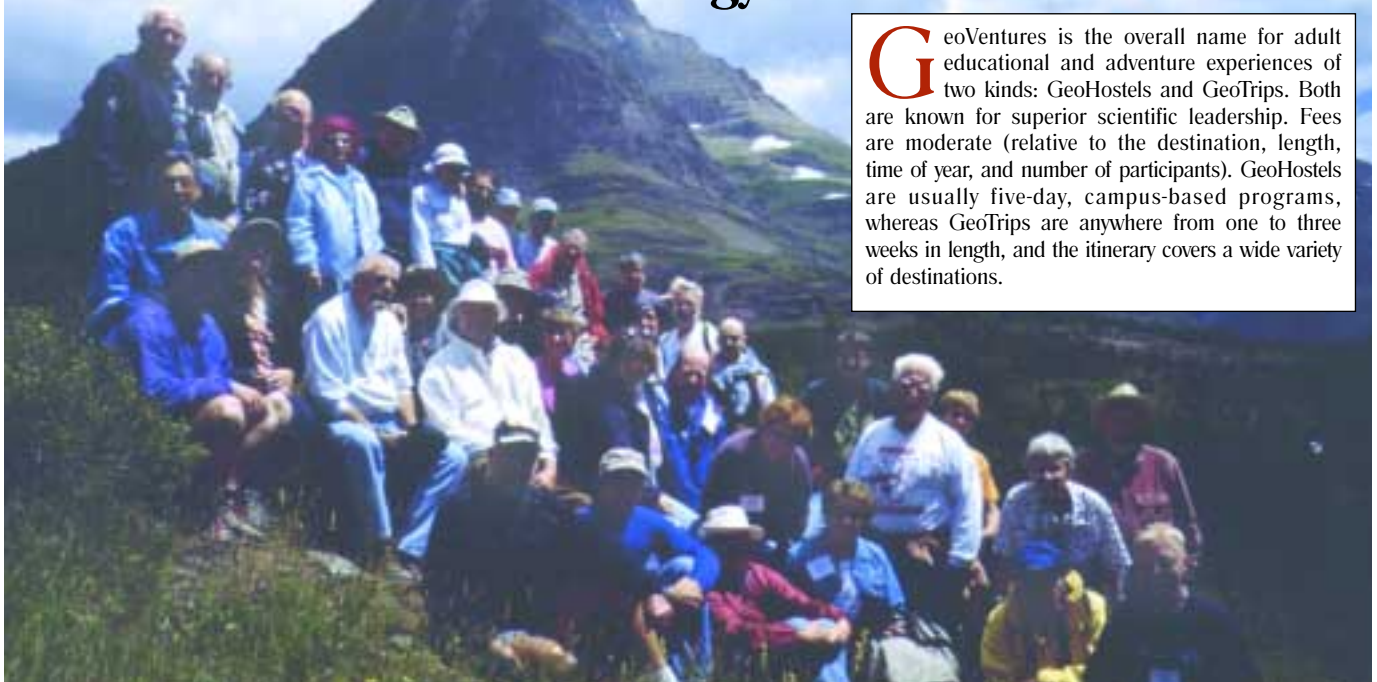 gy
GeoVentures is the overall name for adult
educational and adventure experiences of
two kinds: GeoHostels and GeoTrips. Both
are known for superior scientific leadership. Fees
are moderate (relative to the destination, length,
time of year, and number of participants). GeoHostels
are usually five-day, campus-based programs,
whereas GeoTrips are anywhere from one to three
weeks in length, and the itinerary covers a wide variety
of destinations.